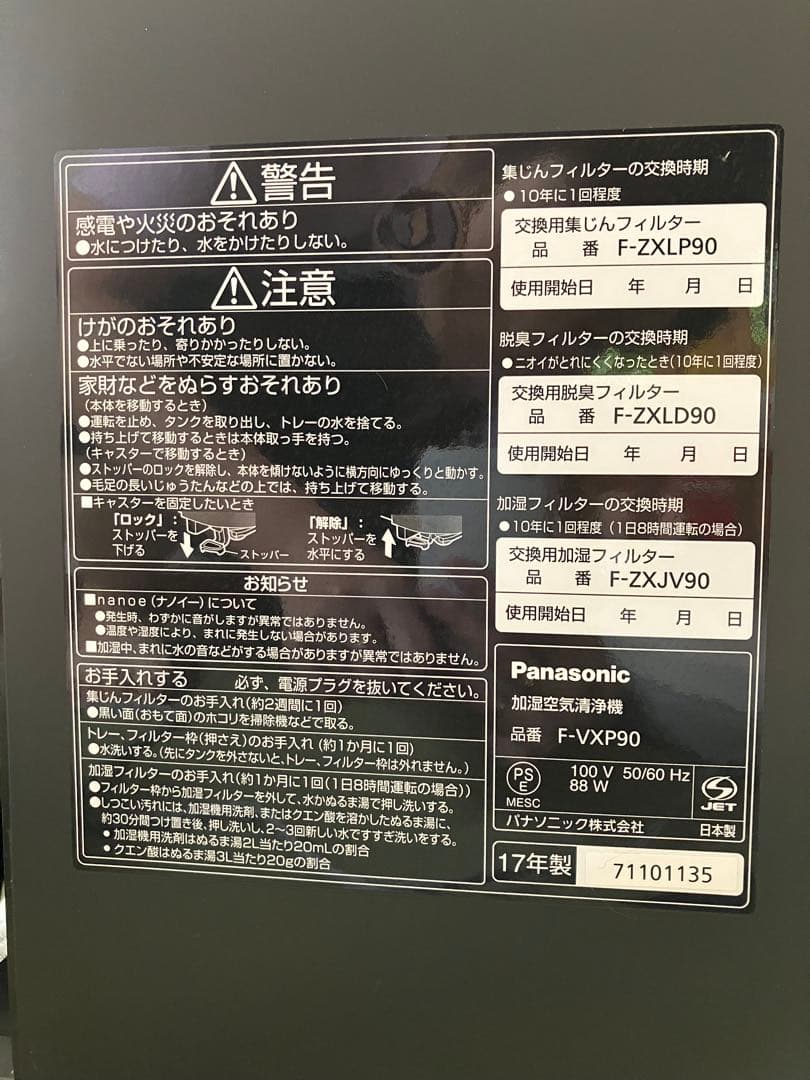 警告
感電や火災のおそれあり
●水につけたり、水をかけたりしない。
注意
けがのおそれあり
●上に乗ったり、寄りかかったりしない。
●水平でない場所や不安定な場所に置かない。
家財などをぬらすおそれあり
(本体を移動するとき)
●運転を止め、タンクを取り出し、トレーの水を捨てる。
●持ち上げて移動するときは本体取っ手を持つ。
(キャスターで移動するとき)
●ストッパーのロックを解除し、本体を傾けないように横方向にゆっくりと動かす。
●毛足の長いじゅうたんなどの上では、持ち上げて移動する。
■キャスターを固定したいとき
「ロック」:
ストッパーを
下げる
ストッパー
「解除」:
ストッパーを
水平にする
お知らせ
■nanoe(ナノイー)について
●発生時、わずかに音がしますが異常ではありません。
●温度や湿度により、まれに発生しない場合があります。
■加湿中、まれに水の音などがする場合がありますが異常ではありません。
お手入れする 必ず、電源プラグを抜いてください。
集じんフィルターのお手入れ(約2週間に1回)
●黒い面(おもて面)のホコリを掃除機などで取る。
トレー、フィルター枠(押さえ)のお手入れ(約1か月に1回)
●水洗いする。(先にタンクを外さないと、トレー、フィルター枠は外れません。)
加湿フィルターのお手入れ(約1か月に1回(1日8時間運転の場合))
●フィルター枠から加湿フィルターを外して、水かぬるま湯で押し洗いする。
●しつこい汚れには、加湿機用洗剤、またはクエン酸を溶かしたぬるま湯に、
約30分間つけ置き後、押し洗いし、2〜3回新しい水ですすぎ洗いをする。
・加湿機用洗剤はぬるま湯2L当たり20mLの割合
・クエン酸はぬるま湯3L当たり20gの割合
集じんフィルターの交換時期
●10年に1回程度
交換用集じんフィルター
品 番 F-ZXLP90
使用開始日 年 月 日
脱臭フィルターの交換時期
●ニオイがとれにくくなったとき(10年に1回程度)
交換用脱臭フィルター
品 番 F-ZXLD90
使用開始日 年 月 日
加湿フィルターの交換時期
●10年に1回程度(1日8時間運転の場合)
交換用加湿フィルター
品 番 F-ZXJV90
使用開始日 年 月 日
Panasonic
加湿空気清浄機
品番 F-VXP90
PS
E
MESC
100 V 50/60 Hz
88 W
JET
パナソニック株式会社 日本製
17年製 71101135